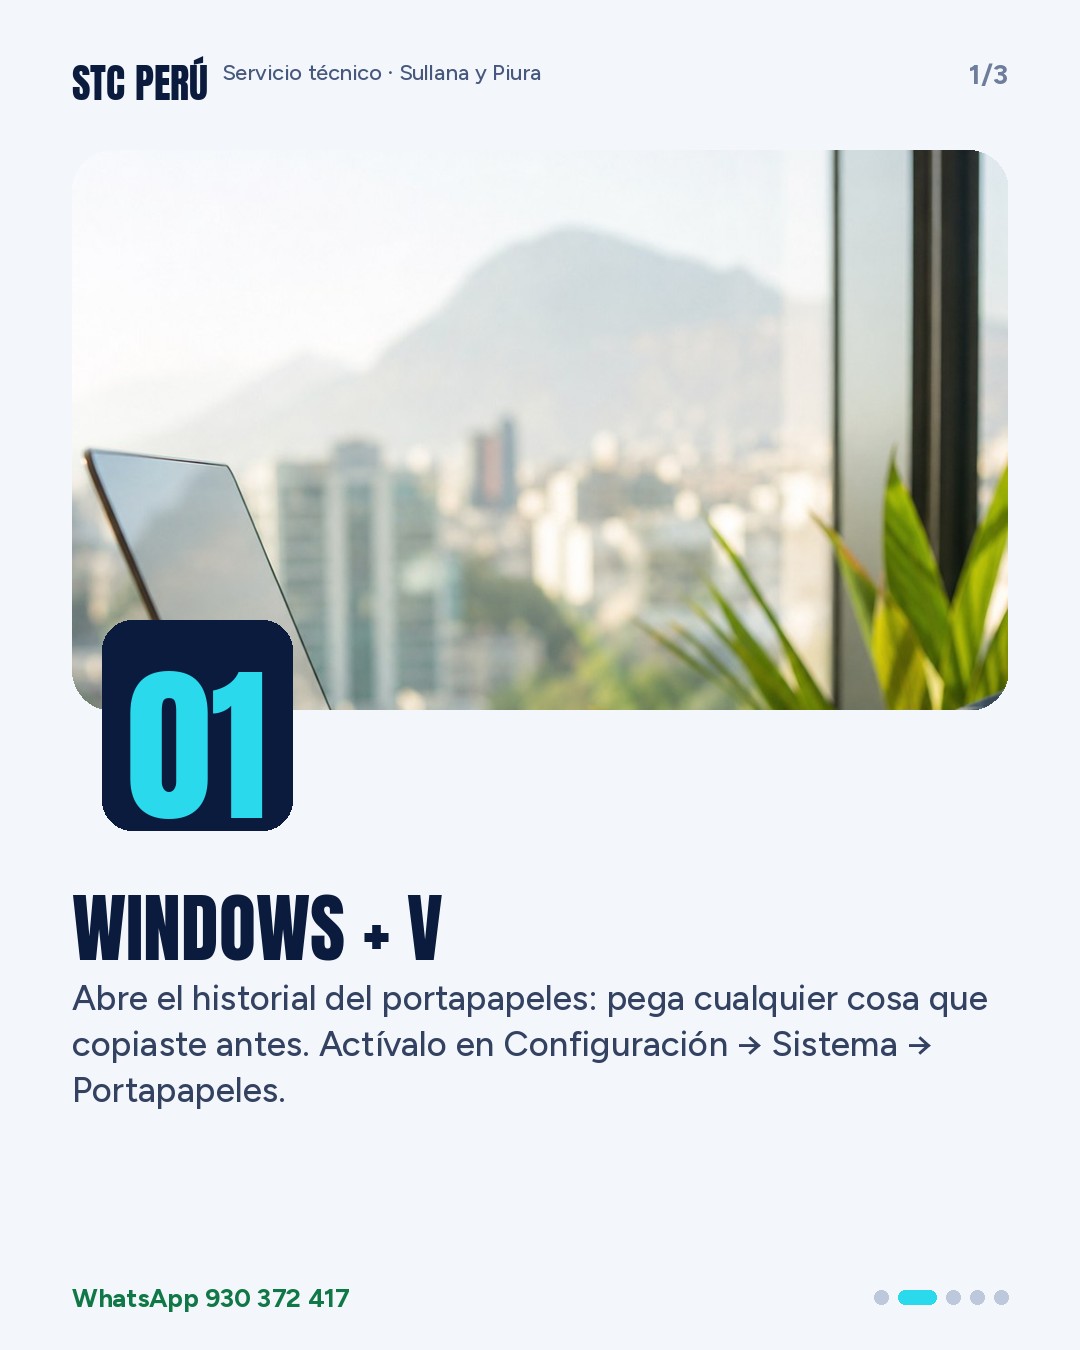 STC PERÚ Servicio técnico · Sullana y Piura 1/3
01
WINDOWS + V
Abre el historial del portapapeles: pega cualquier cosa que
copiaste antes. Actívalo en Configuración → Sistema →
Portapapeles.
WhatsApp 930 372 417